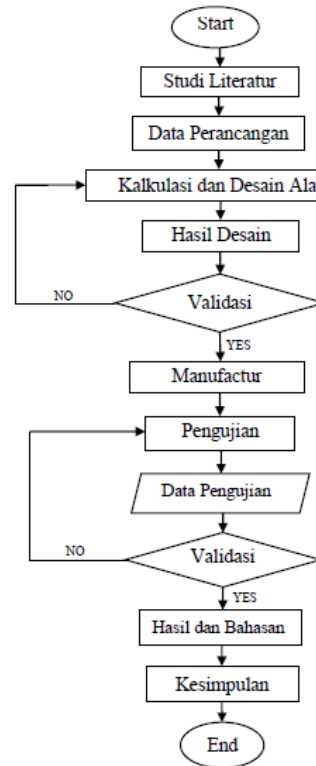 Start
Studi Literatur
Data Perancangan
Kalkulasi dan Desain Ala
Hasil Desain
Validasi
NO
YES
Manufactur
Pengujian
Data Pengujian
Validasi
NO
YES
Hasil dan Bahasan
Kesimpulan
End